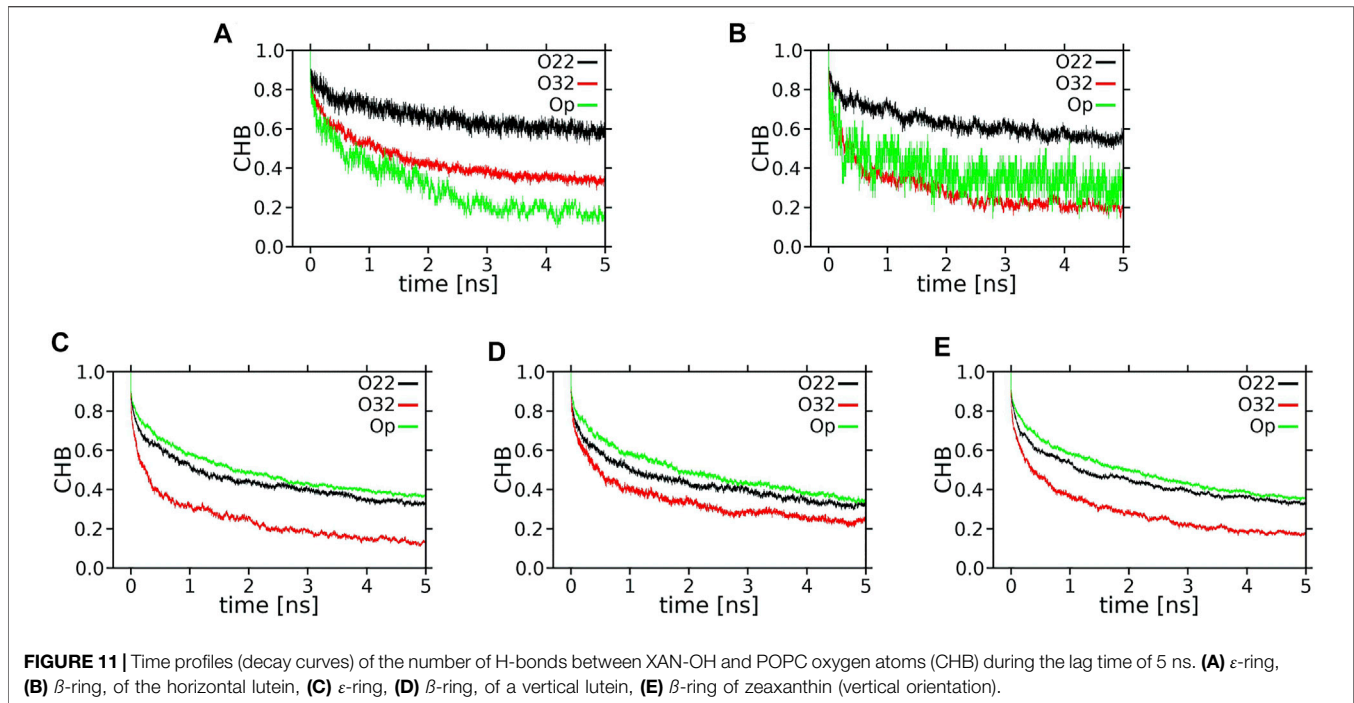 A
B
1.0
0.8
0.6
0.4
0.2
0.0
CHB
O22
O32
Op
0 1 2 3 4 5
time [ns]
1.0
0.8
0.6
0.4
0.2
0.0
CHB
O22
O32
Op
0 1 2 3 4 5
time [ns]
C
D
E
1.0
0.8
0.6
0.4
0.2
0.0
CHB
O22
O32
Op
0 1 2 3 4 5
time [ns]
1.0
0.8
0.6
0.4
0.2
0.0
CHB
O22
O32
Op
0 1 2 3 4 5
time [ns]
1.0
0.8
0.6
0.4
0.2
0.0
CHB
O22
O32
Op
0 1 2 3 4 5
time [ns]
FIGURE 11 | Time profiles (decay curves) of the number of H-bonds between XAN-OH and POPC oxygen atoms (CHB) during the lag time of 5 ns. (A) ε-ring,
(B) ß-ring, of the horizontal lutein, (C) ε-ring, (D) ß-ring, of a vertical lutein, (E) ß-ring of zeaxanthin (vertical orientation).